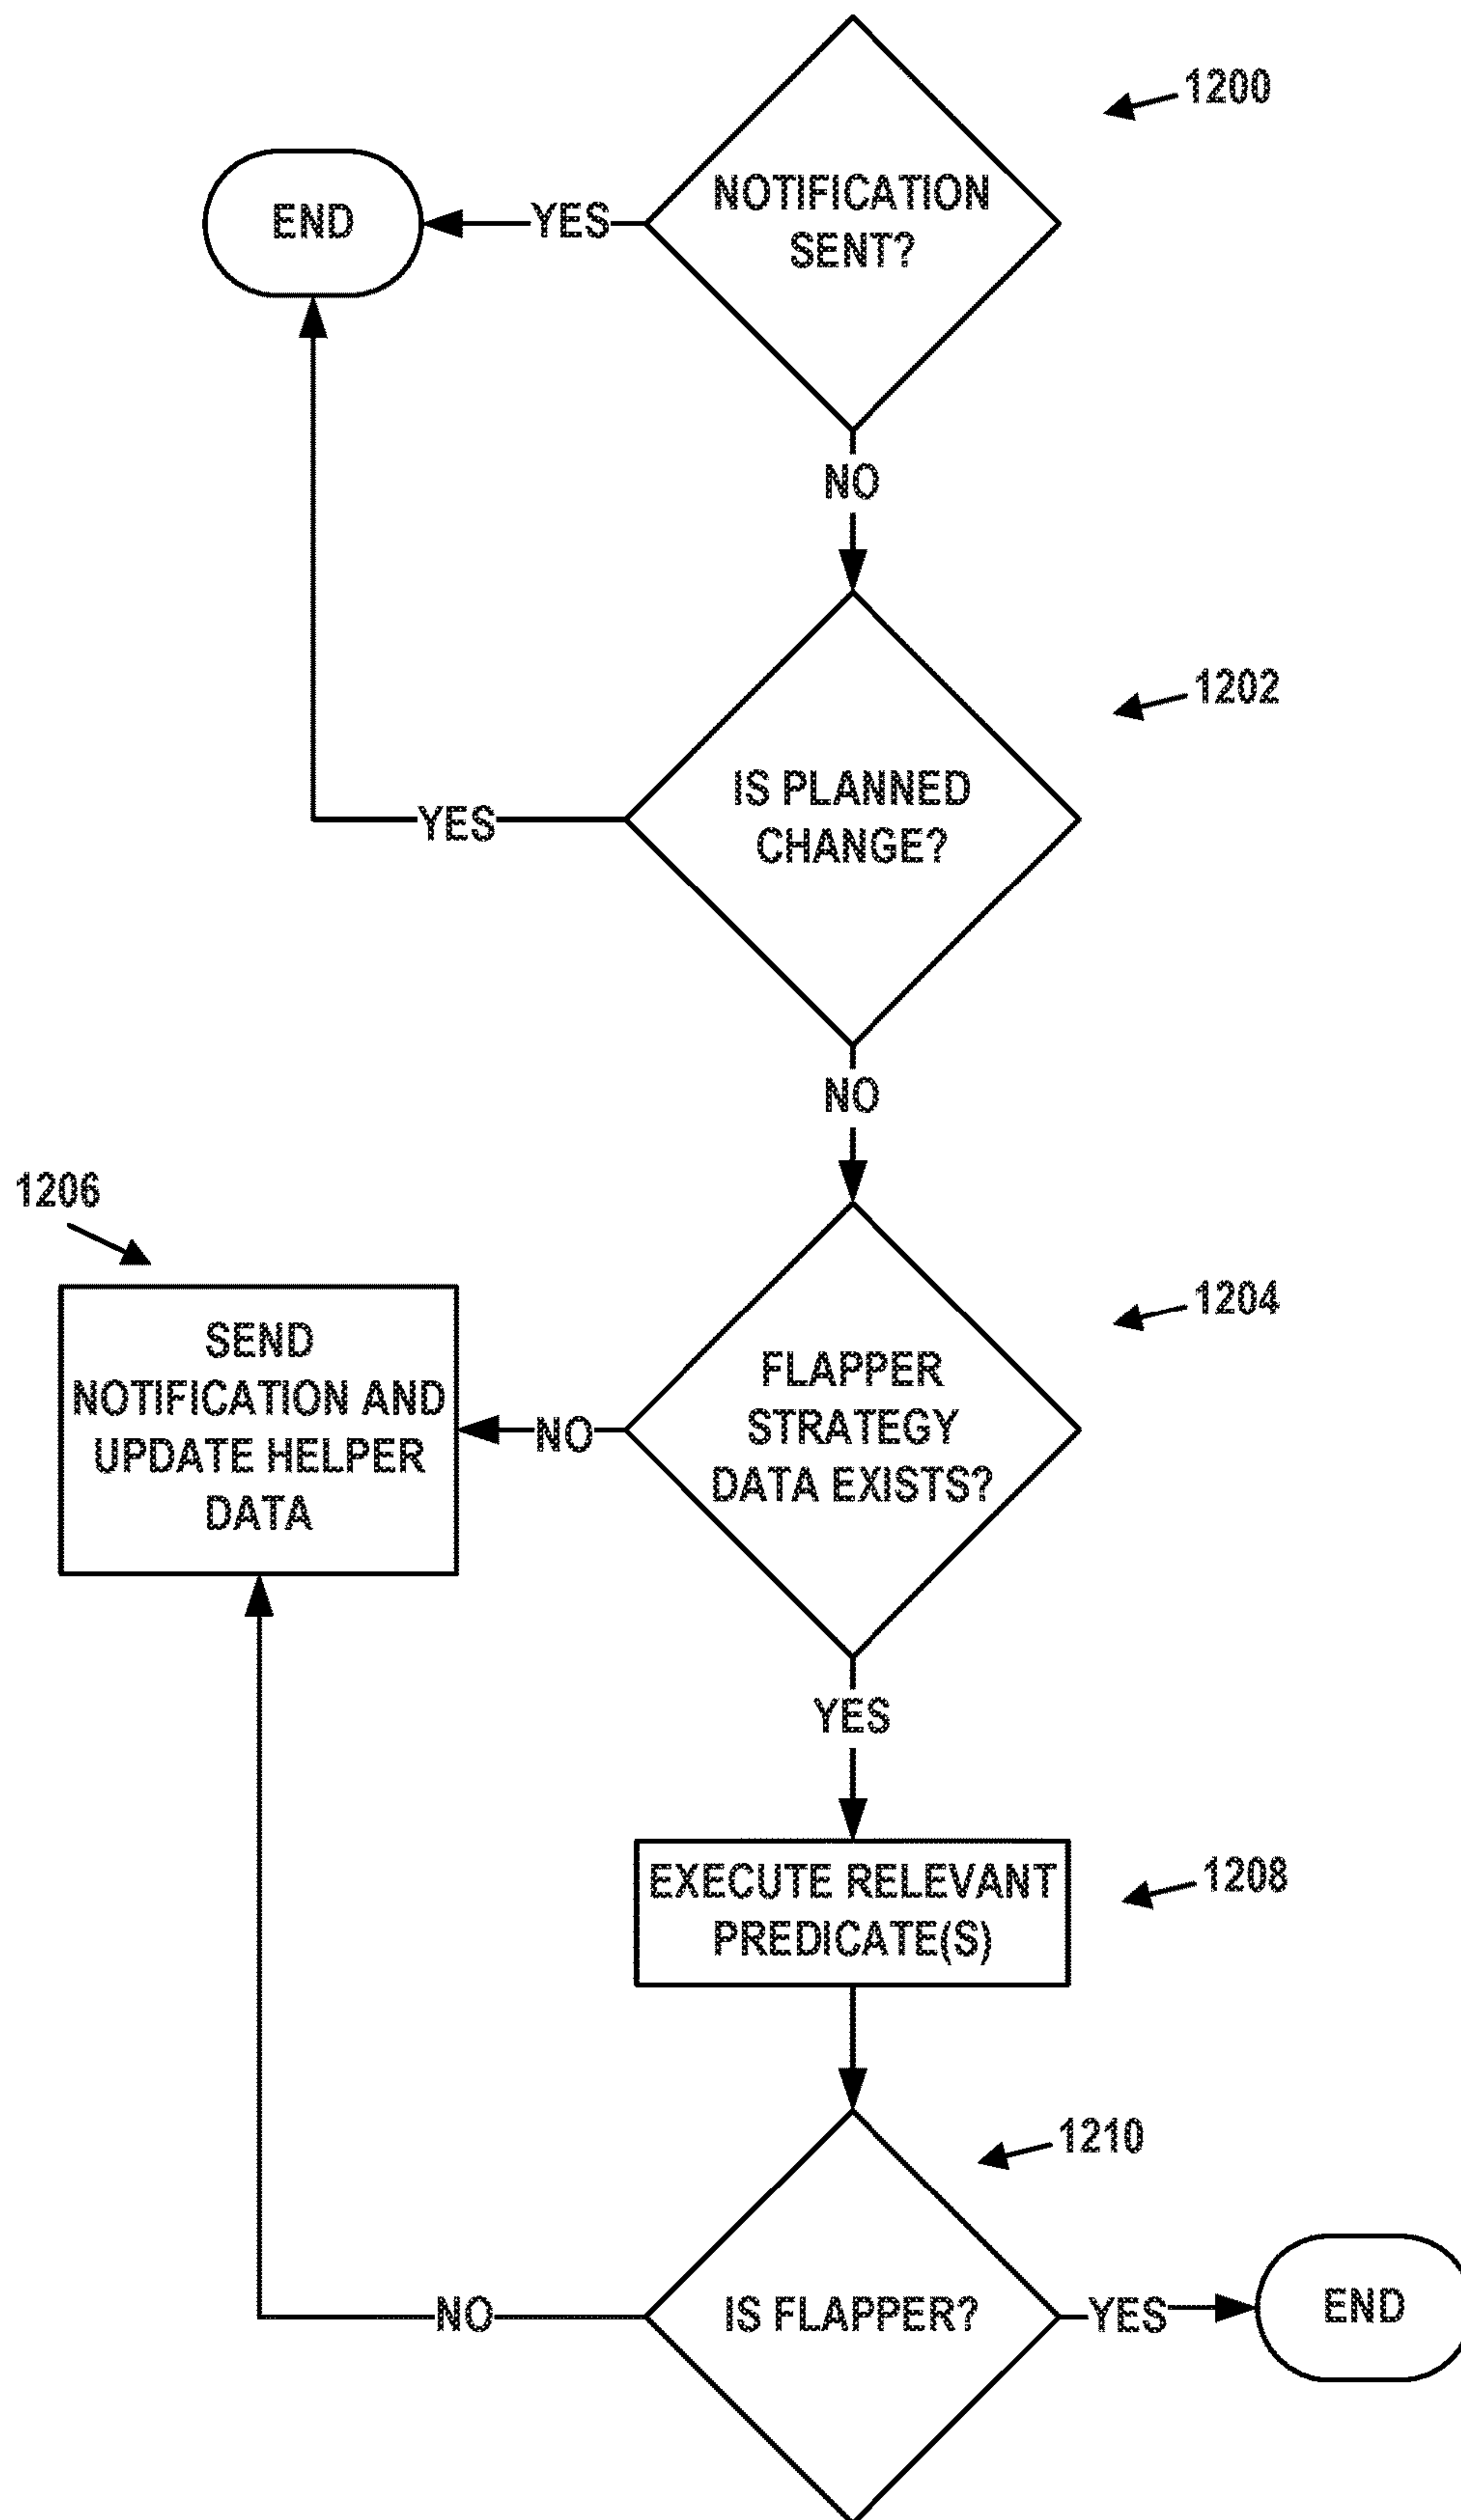 1200
NOTIFICATION
SENT?
YES
END
NO
1202
IS PLANNED
CHANGE?
YES
NO
1206
1204
SEND
NOTIFICATION AND
UPDATE HELPER
DATA
NO
FLAPPER
STRATEGY
DATA EXISTS?
YES
EXECUTE RELEVANT
PREDICATE(S)
1208
1210
IS FLAPPER?
NO
YES
END